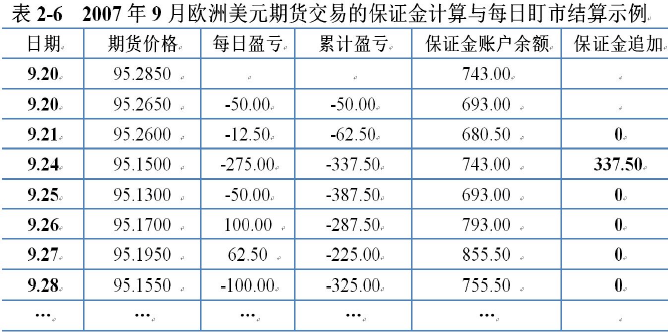 表 2-6 2007 年 9 月欧洲美元期货交易的保证金计算与每日盯市结算示例
日期 期货价格 每日盈亏 累计盈亏 保证金账户余额 保证金追加
9.20 95.2850 743.00
9.20 95.2650 -50.00 -50.00 693.00
9.21 95.2600 -12.50 -62.50 680.50 0
9.24 95.1500 -275.00 -337.50 743.00 337.50
9.25 95.1300 -50.00 -387.50 693.00 0
9.26 95.1700 100.00 -287.50 793.00 0
9.27 95.1950 62.50 -225.00 855.50 0
9.28 95.1550 -100.00 -325.00 755.50 0
… … … … …